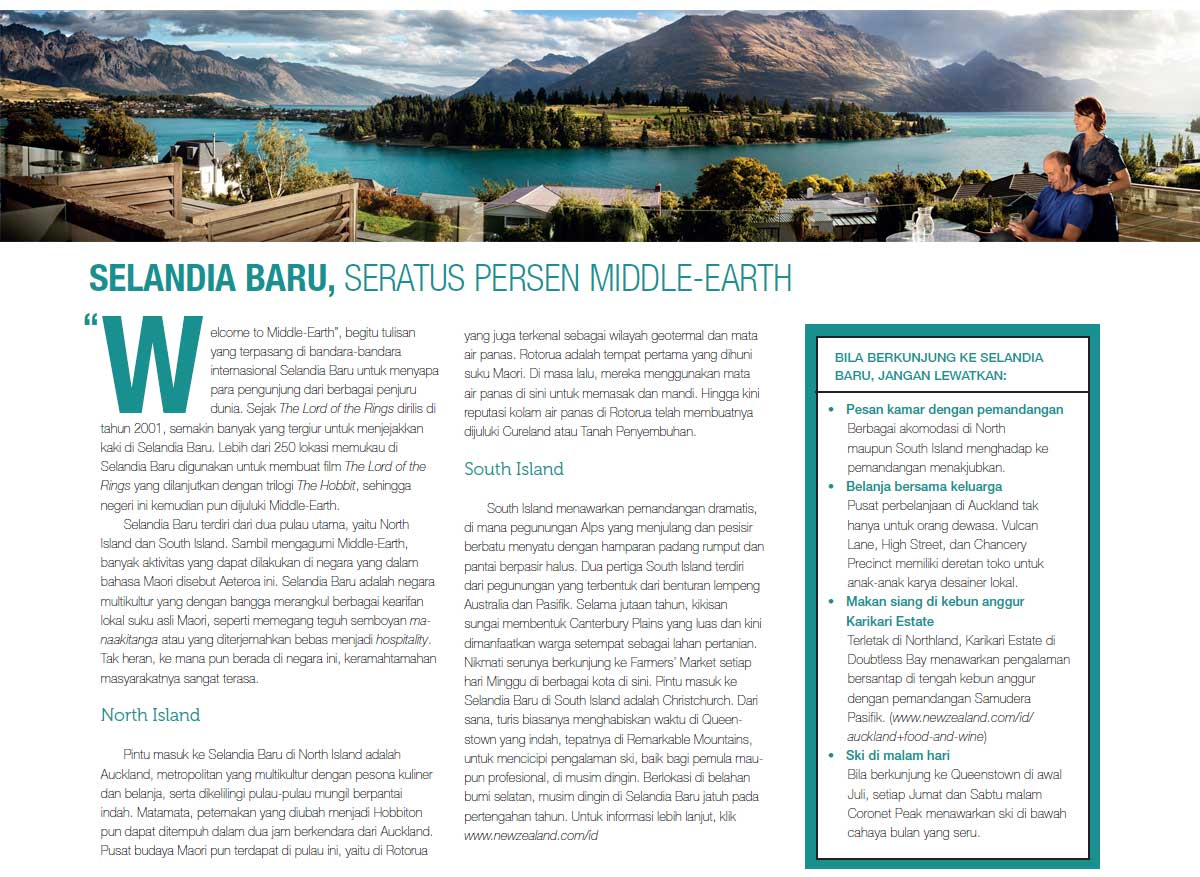 SELANDIA BARU, SERATUS PERSEN MIDDLE-EARTH
“Welcome to Middle-Earth”, begitu tulisan
yang terpasang di bandara-bandara
internasional Selandia Baru untuk menyapa
para pengunjung dari berbagai penjuru
dunia. Sejak The Lord of the Rings dirilis di
tahun 2001, semakin banyak yang tergiur untuk menjejakkan
kaki di Selandia Baru. Lebih dari 250 lokasi memukau di
Selandia Baru digunakan untuk membuat film The Lord of the
Rings yang dilanjutkan dengan trilogi The Hobbit, sehingga
negeri ini kemudian pun dijuluki Middle-Earth.
Selandia Baru terdiri dari dua pulau utama, yaitu North
Island dan South Island. Sambil mengagumi Middle-Earth,
banyak aktivitas yang dapat dilakukan di negara yang dalam
bahasa Maori disebut Aeteroa ini. Selandia Baru adalah negara
multikultur yang dengan bangga merangkul berbagai kearifan
lokal suku asli Maori, seperti memegang teguh semboyan ma-
naakitanga atau yang diterjemahkan bebas menjadi hospitality.
Tak heran, ke mana pun berada di negara ini, keramahtamahan
masyarakatnya sangat terasa.
North Island
Pintu masuk ke Selandia Baru di North Island adalah
Auckland, metropolitan yang multikultur dengan pesona kuliner
dan belanja, serta dikelilingi pulau-pulau mungil berpantai
indah. Matamata, peternakan yang diubah menjadi Hobbiton
pun dapat ditempuh dalam dua jam berkendara dari Auckland.
Pusat budaya Maori pun terdapat di pulau ini, yaitu di Rotorua
yang juga terkenal sebagai wilayah geotermal dan mata
air panas. Rotorua adalah tempat pertama yang dihuni
suku Maori. Di masa lalu, mereka menggunakan mata
air panas di sini untuk memasak dan mandi. Hingga kini
reputasi kolam air panas di Rotorua telah membuatnya
dijuluki Cureland atau Tanah Penyembuhan.
South Island
South Island menawarkan pemandangan dramatis,
di mana pegunungan Alps yang menjulang dan pesisir
berbatu menyatu dengan hamparan padang rumput dan
pantai berpasir halus. Dua pertiga South Island terdiri
dari pegunungan yang terbentuk dari benturan lempeng
Australia dan Pasifik. Selama jutaan tahun, kikisan
sungai membentuk Canterbury Plains yang luas dan kini
dimanfaatkan warga setempat sebagai lahan pertanian.
Nikmati serunya berkunjung ke Farmers’ Market setiap
hari Minggu di berbagai kota di sini. Pintu masuk ke
Selandia Baru di South Island adalah Christchurch. Dari
sana, turis biasanya menghabiskan waktu di Queen-
stown yang indah, tepatnya di Remarkable Mountains,
untuk mencicipi pengalaman ski, baik bagi pemula mau-
pun profesional, di musim dingin. Berlokasi di belahan
bumi selatan, musim dingin di Selandia Baru jatuh pada
pertengahan tahun. Untuk informasi lebih lanjut, klik
www.newzealand.com/id
BILA BERKUNJUNG KE SELANDIA
BARU, JANGAN LEWATKAN:
• Pesan kamar dengan pemandangan
Berbagai akomodasi di North
maupun South Island menghadap ke
pemandangan menakjubkan.
• Belanja bersama keluarga
Pusat perbelanjaan di Auckland tak
hanya untuk orang dewasa. Vulcan
Lane, High Street, dan Chancery
Precinct memiliki deretan toko untuk
anak-anak karya desainer lokal.
• Makan siang di kebun anggur
Karikari Estate
Terletak di Northland, Karikari Estate di
Doubtless Bay menawarkan pengalaman
bersantap di tengah kebun anggur
dengan pemandangan Samudera
Pasifik. (www.newzealand.com/id/
auckland+food-and-wine)
• Ski di malam hari
Bila berkunjung ke Queenstown di awal
Juli, setiap Jumat dan Sabtu malam
Coronet Peak menawarkan ski di bawah
cahaya bulan yang seru.